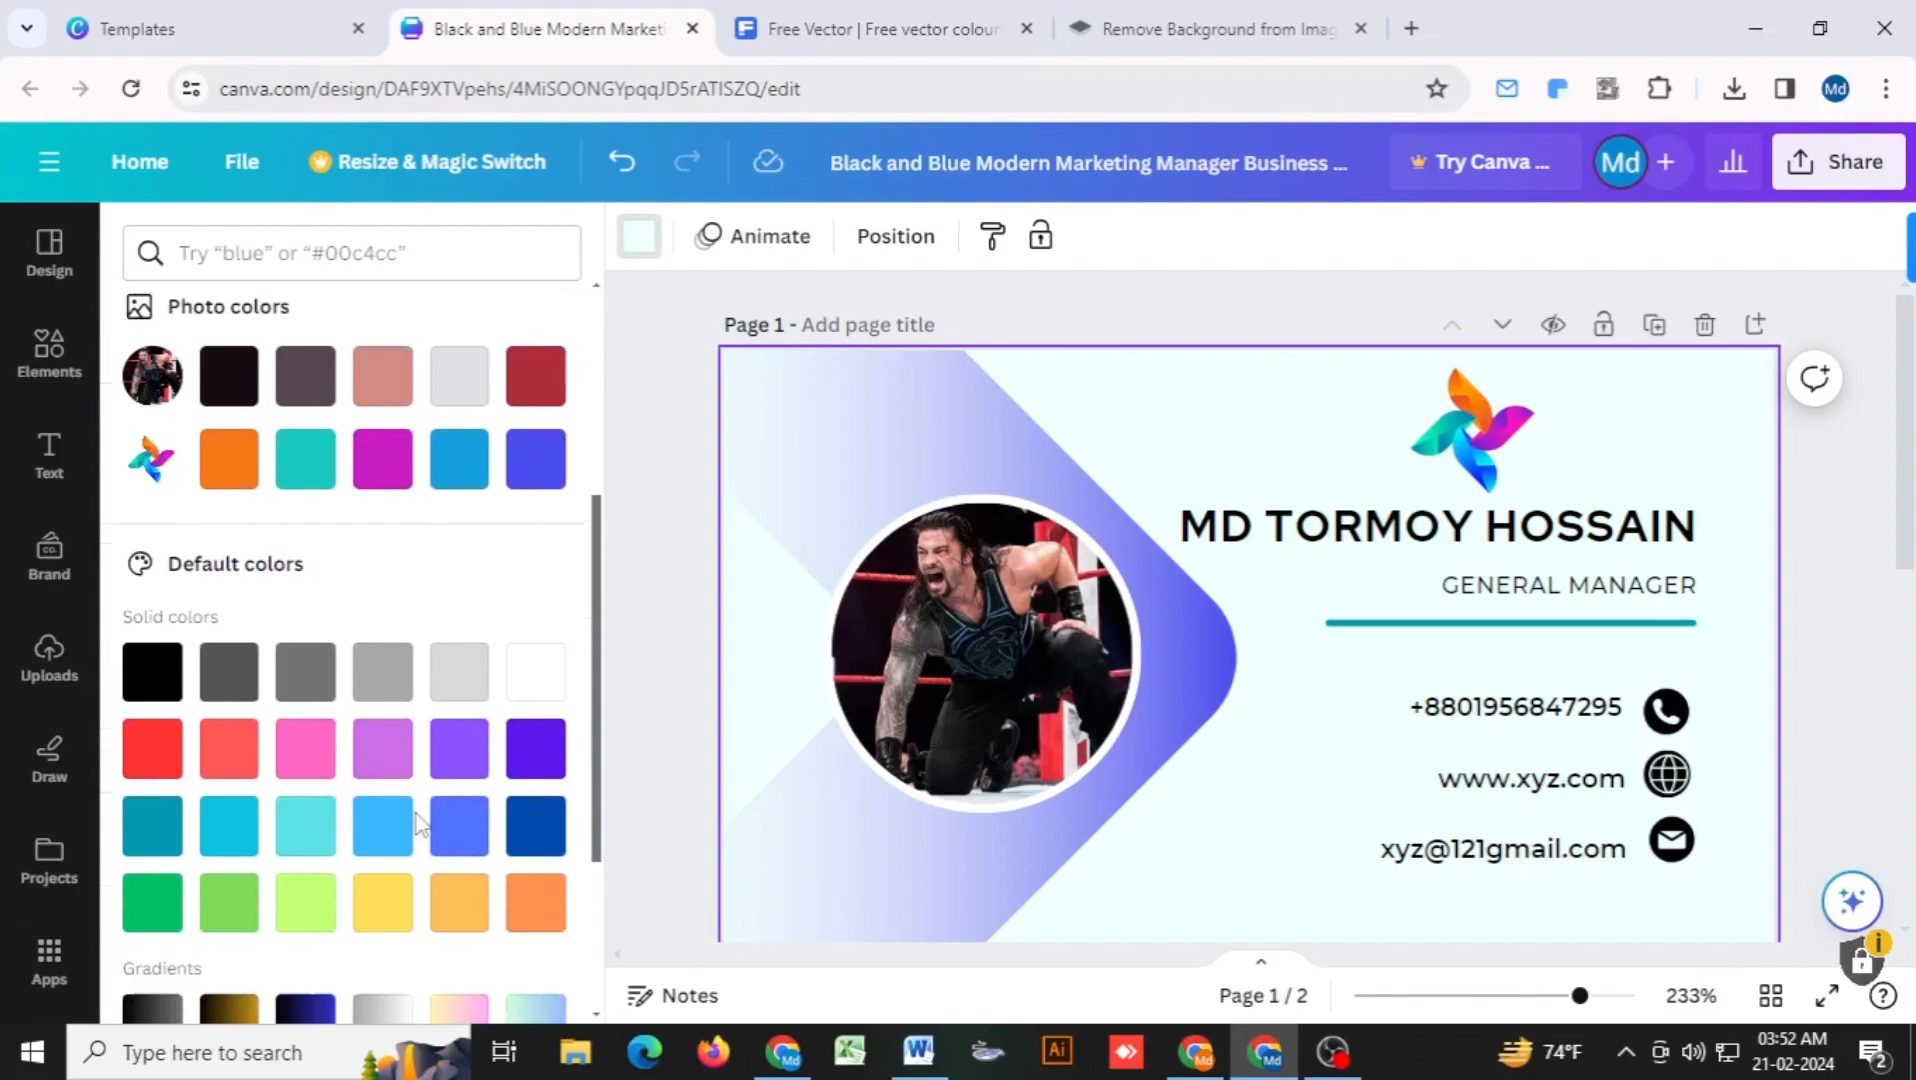 Templates
Black and Blue Modern Marketi
Free Vector | Free vector colour
Remove Background from Imag
canva.com/design/DAF9XTVpehs/4MiSOONGYpqqJD5rATISZQ/edit
Md
Home
File
Resize & Magic Switch
Black and Blue Modern Marketing Manager Business ...
Try Canva ...
Md
Share
Design
Elements
Text
Brand
Uploads
Draw
Projects
Apps
Try “blue” or “#00c4cc”
Photo colors
Default colors
Solid colors
Gradients
Animate
Position
Page 1 - Add page title
MD TORMOY HOSSAIN
GENERAL MANAGER
+8801956847295
www.xyz.com
xyz@121gmail.com
Notes
Page 1 / 2
233%
Type here to search
74°F
03:52 AM
21-02-2024
2